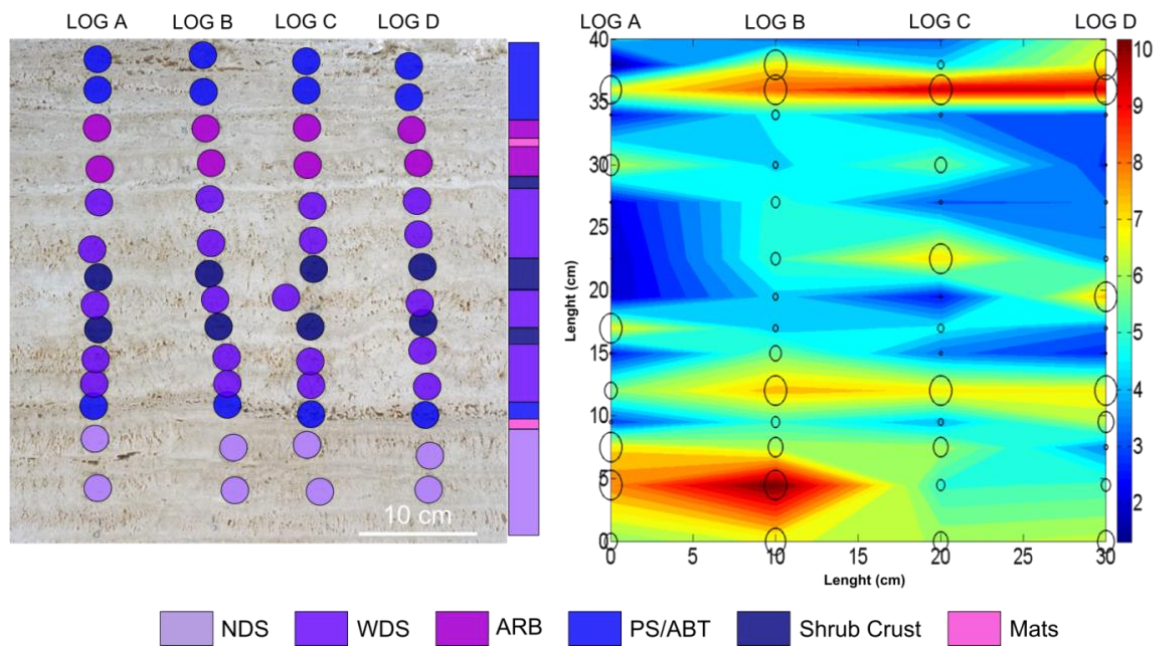 LOG A LOG B LOG C LOG D
LOG A LOG B LOG C LOG D
10 cm
40
35
30
25
20
15
10
5
0
Lenght (cm)
0 5 10 15 20 25 30
Lenght (cm)
10
9
8
7
6
5
4
3
2
NDS WDS ARB PS/ABT Shrub Crust Mats